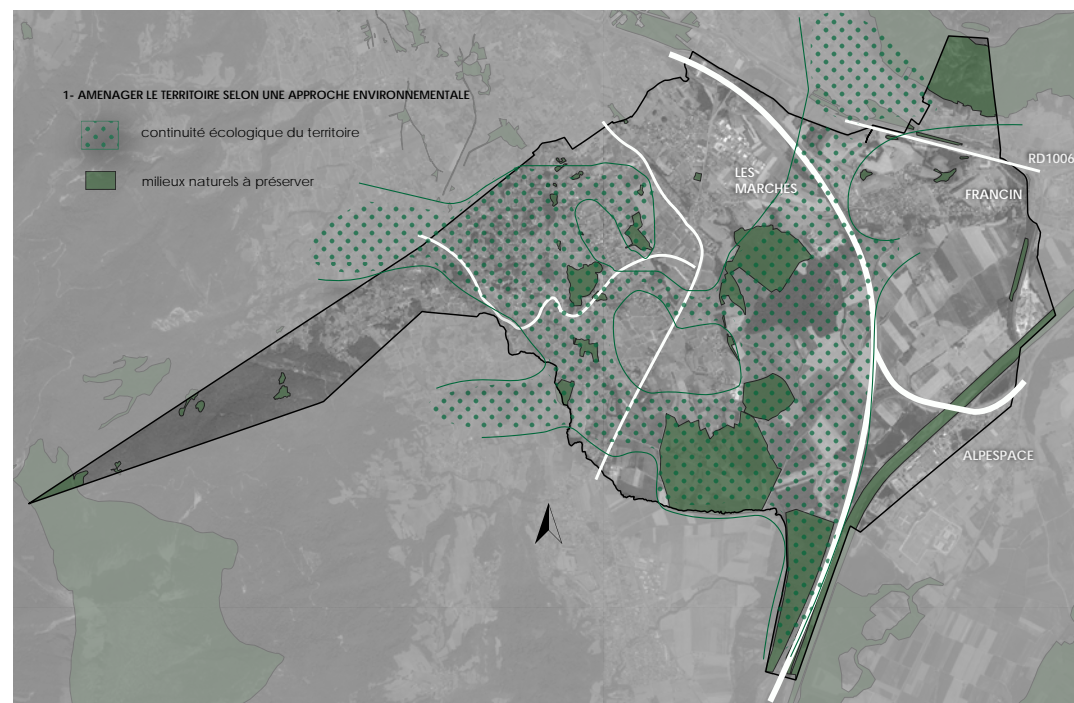 1- AMENAGER LE TERRITOIRE SELON UNE APPROCHE ENVIRONNEMENTALE
continuité écologique du territoire
milieux naturels à préserver
LES
MARCHES
RD1006
FRANCIN
ALPESPACE